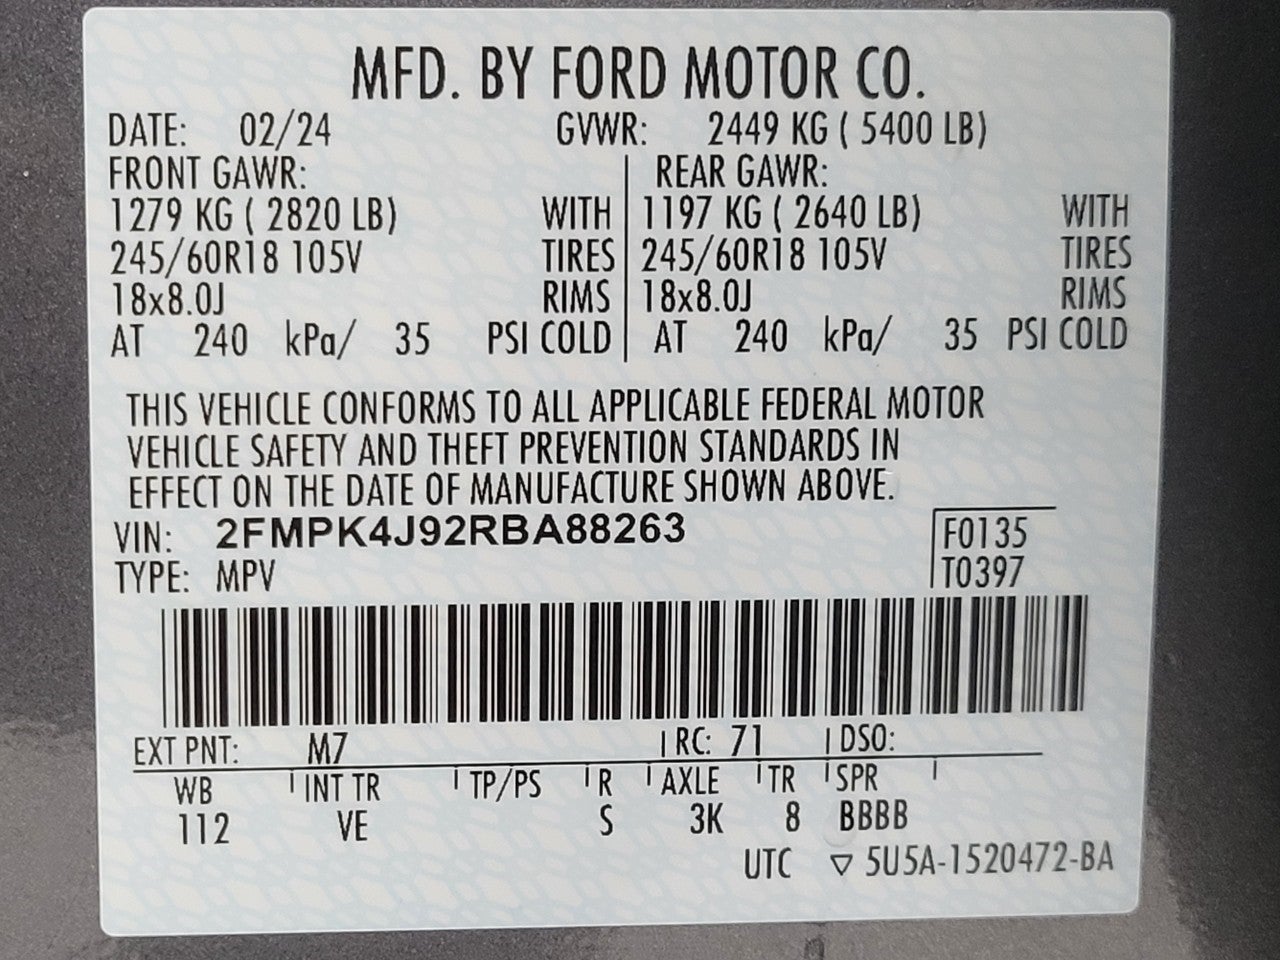 MFD. BY FORD MOTOR CO.
DATE: 02/24 GVWR: 2449 KG ( 5400 LB)
FRONT GAWR: REAR GAWR:
1279 KG ( 2820 LB) WITH 1197 KG ( 2640 LB) WITH
245/60R18 105V TIRES 245/60R18 105V TIRES
18x8.0J RIMS 18x8.0J RIMS
AT 240 kPa/ 35 PSI COLD AT 240 kPa/ 35 PSI COLD
THIS VEHICLE CONFORMS TO ALL APPLICABLE FEDERAL MOTOR
VEHICLE SAFETY AND THEFT PREVENTION STANDARDS IN
EFFECT ON THE DATE OF MANUFACTURE SHOWN ABOVE.
VIN: 2FMPK4J92RBA88263 F0135
TYPE: MPV T0397
EXT PNT: M7 RC: 71 DSO:
WB INT TR TP/PS R AXLE TR SPR
112 VE S 3K 8 BBBB
UTC ▽ 5U5A-1520472-BA